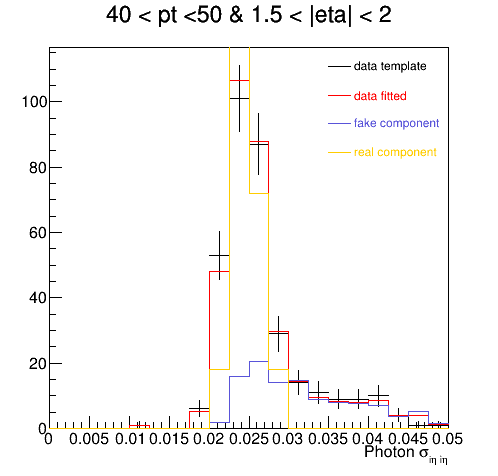 40 < pt <50 & 1.5 < |eta| < 2
data template
data fitted
fake component
real component
100
80
60
40
20
0
0 0.005 0.01 0.015 0.02 0.025 0.03 0.035 0.04 0.045 0.05
Photon σiη iη